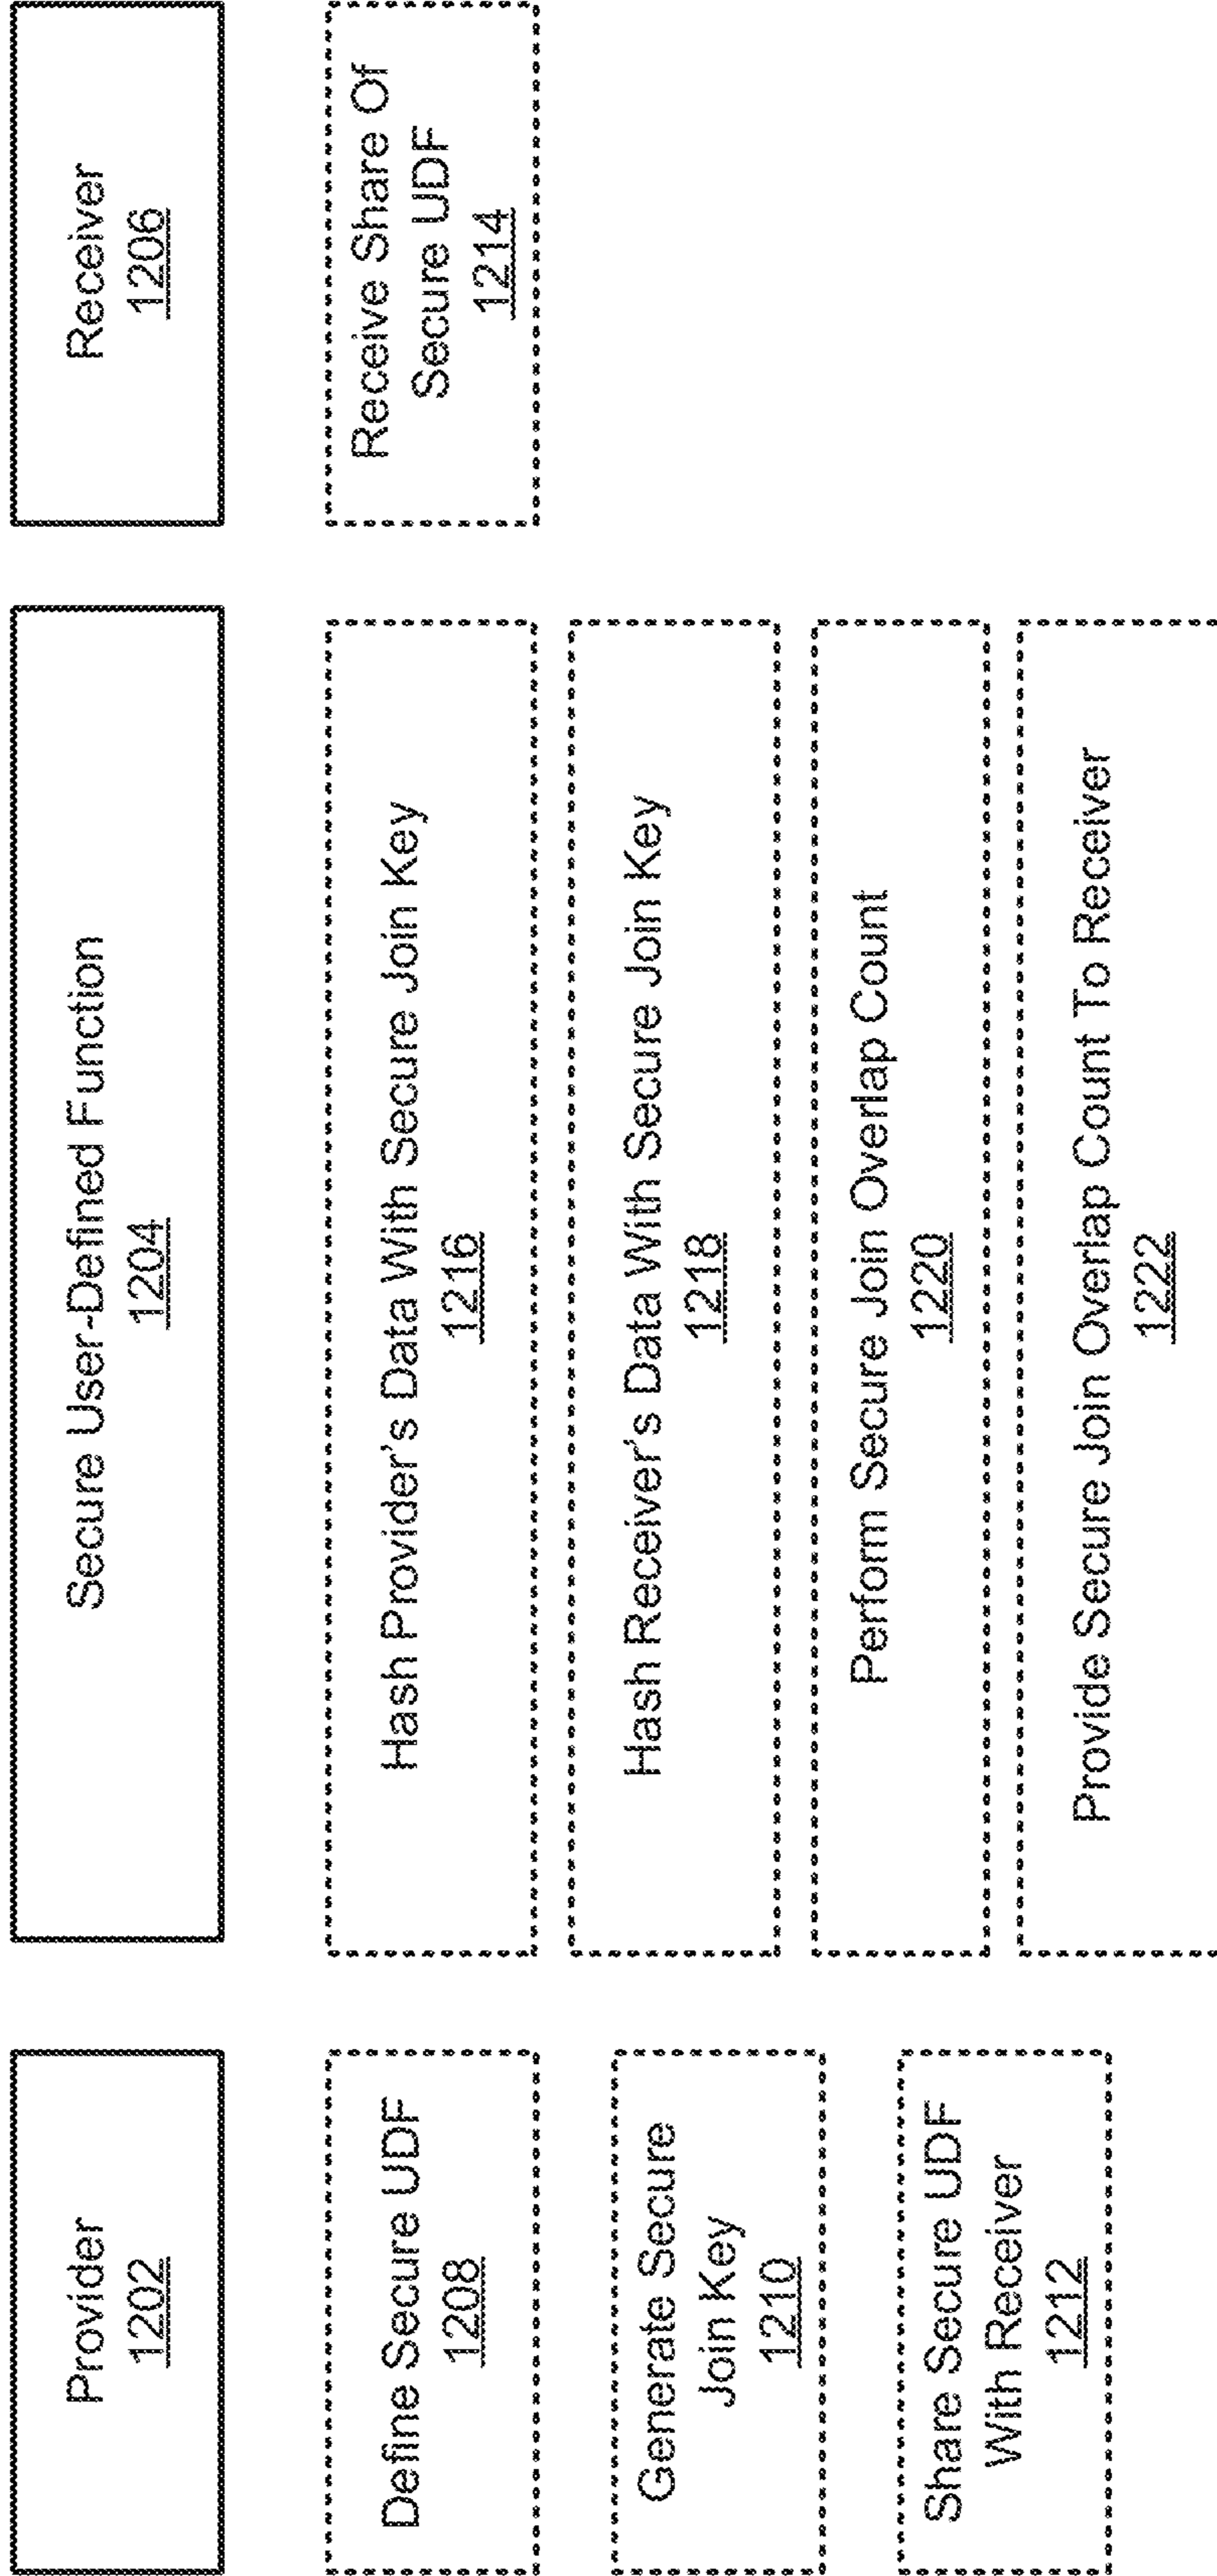 Provider
1202
Secure User-Defined Function
1204
Receiver
1206
Define Secure UDF
1208
Generate Secure
Join Key
1210
Share Secure UDF
With Receiver
1212
Hash Provider's Data With Secure Join Key
1216
Hash Receiver's Data With Secure Join Key
1218
Perform Secure Join Overlap Count
1220
Provide Secure Join Overlap Count To Receiver
1222
Receive Share Of
Secure UDF
1214